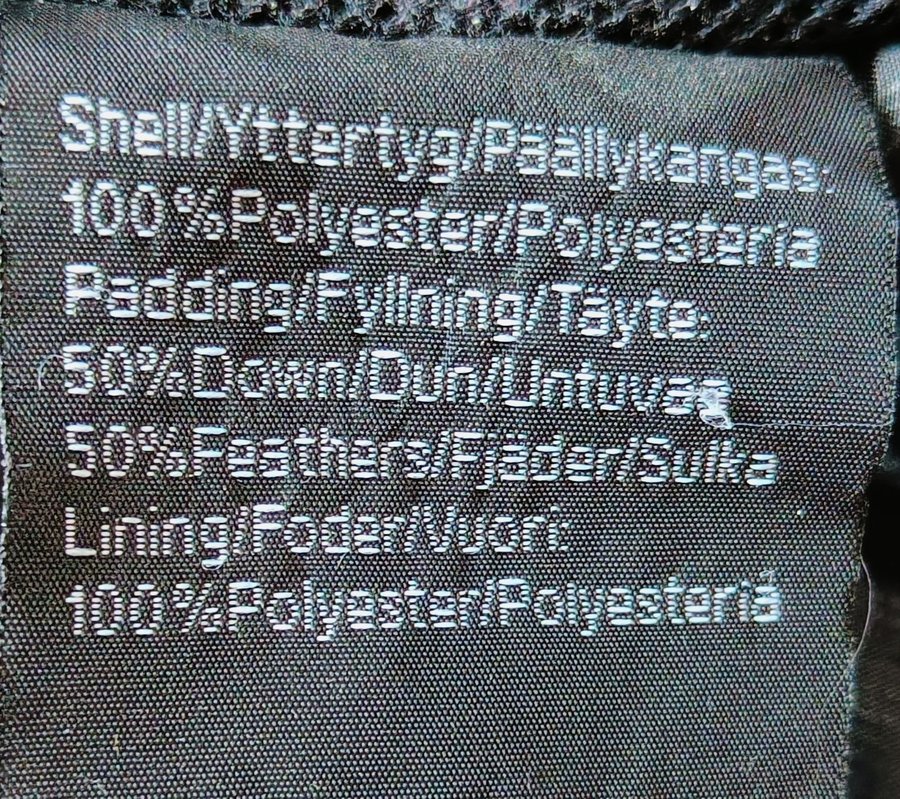 Shell/Yttertyg/Päällykangas:
100%Polyester/Polyesteria
Padding/Fyllning/Täyte:
50%Down/Dun/Untuvaa
50%Feathers/Fjäder/Sulka
Lining/Foder/Vuori:
100%Polyester/Polyesteria